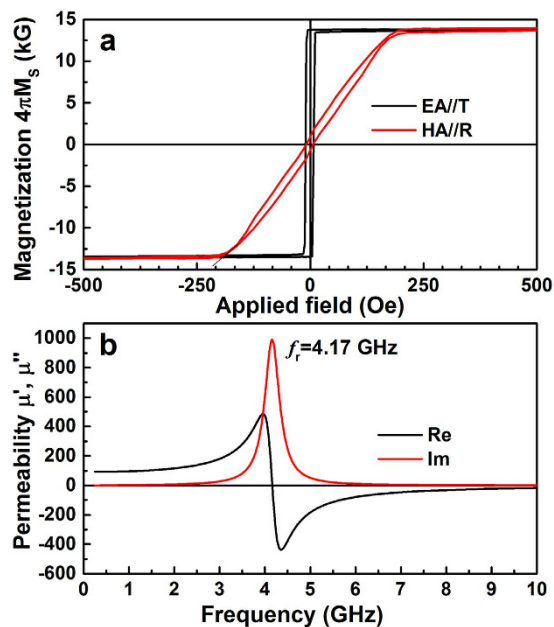 a
Magnetization 4πMs (kG)
15
10
5
0
-5
-10
-15
EA//T
HA//R
-500 -250 0 250 500
Applied field (Oe)
b
Permeability μ', μ"
1000
800
600
400
200
0
-200
-400
-600
fr=4.17 GHz
Re
Im
0 1 2 3 4 5 6 7 8 9 10
Frequency (GHz)